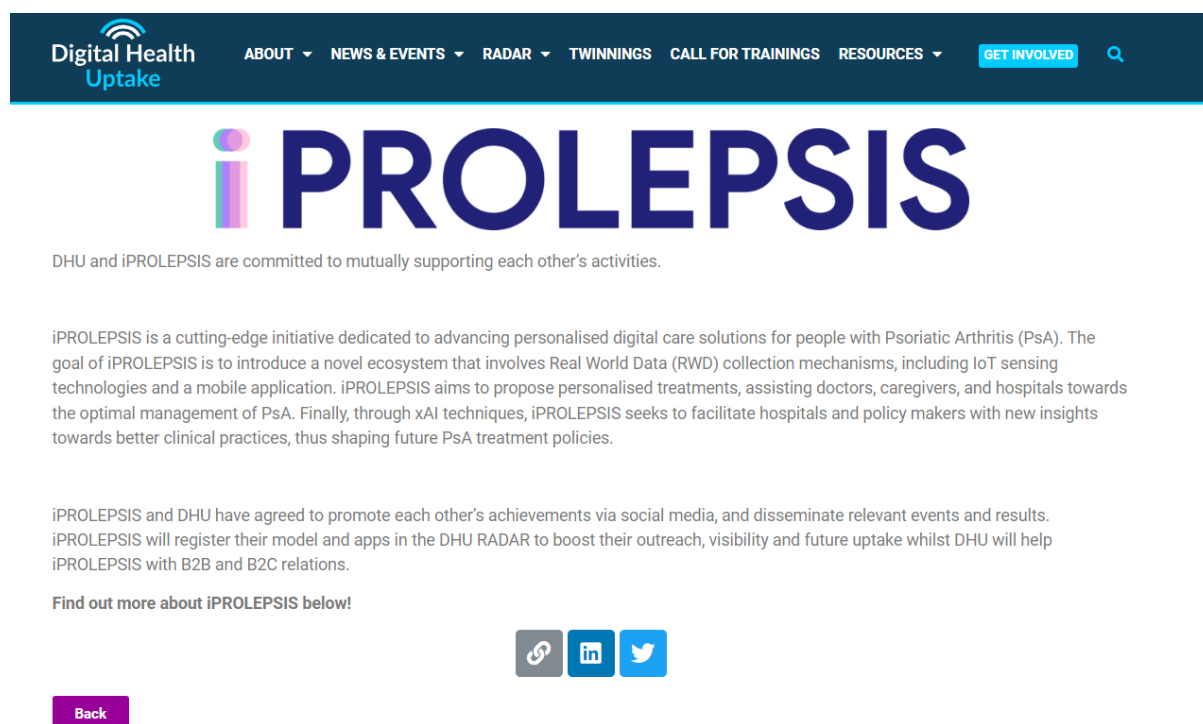 Digital Health
Uptake
ABOUT NEWS & EVENTS RADAR TWINNINGS CALL FOR TRAININGS RESOURCES GET INVOLVED
iPROLEPSIS
DHU and iPROLEPSIS are committed to mutually supporting each other’s activities.
iPROLEPSIS is a cutting-edge initiative dedicated to advancing personalised digital care solutions for people with Psoriatic Arthritis (PsA). The
goal of iPROLEPSIS is to introduce a novel ecosystem that involves Real World Data (RWD) collection mechanisms, including IoT sensing
technologies and a mobile application. iPROLEPSIS aims to propose personalised treatments, assisting doctors, caregivers, and hospitals towards
the optimal management of PsA. Finally, through xAI techniques, iPROLEPSIS seeks to facilitate hospitals and policy makers with new insights
towards better clinical practices, thus shaping future PsA treatment policies.
iPROLEPSIS and DHU have agreed to promote each other’s achievements via social media, and disseminate relevant events and results.
iPROLEPSIS will register their model and apps in the DHU RADAR to boost their outreach, visibility and future uptake whilst DHU will help
iPROLEPSIS with B2B and B2C relations.
Find out more about iPROLEPSIS below!
in
Back